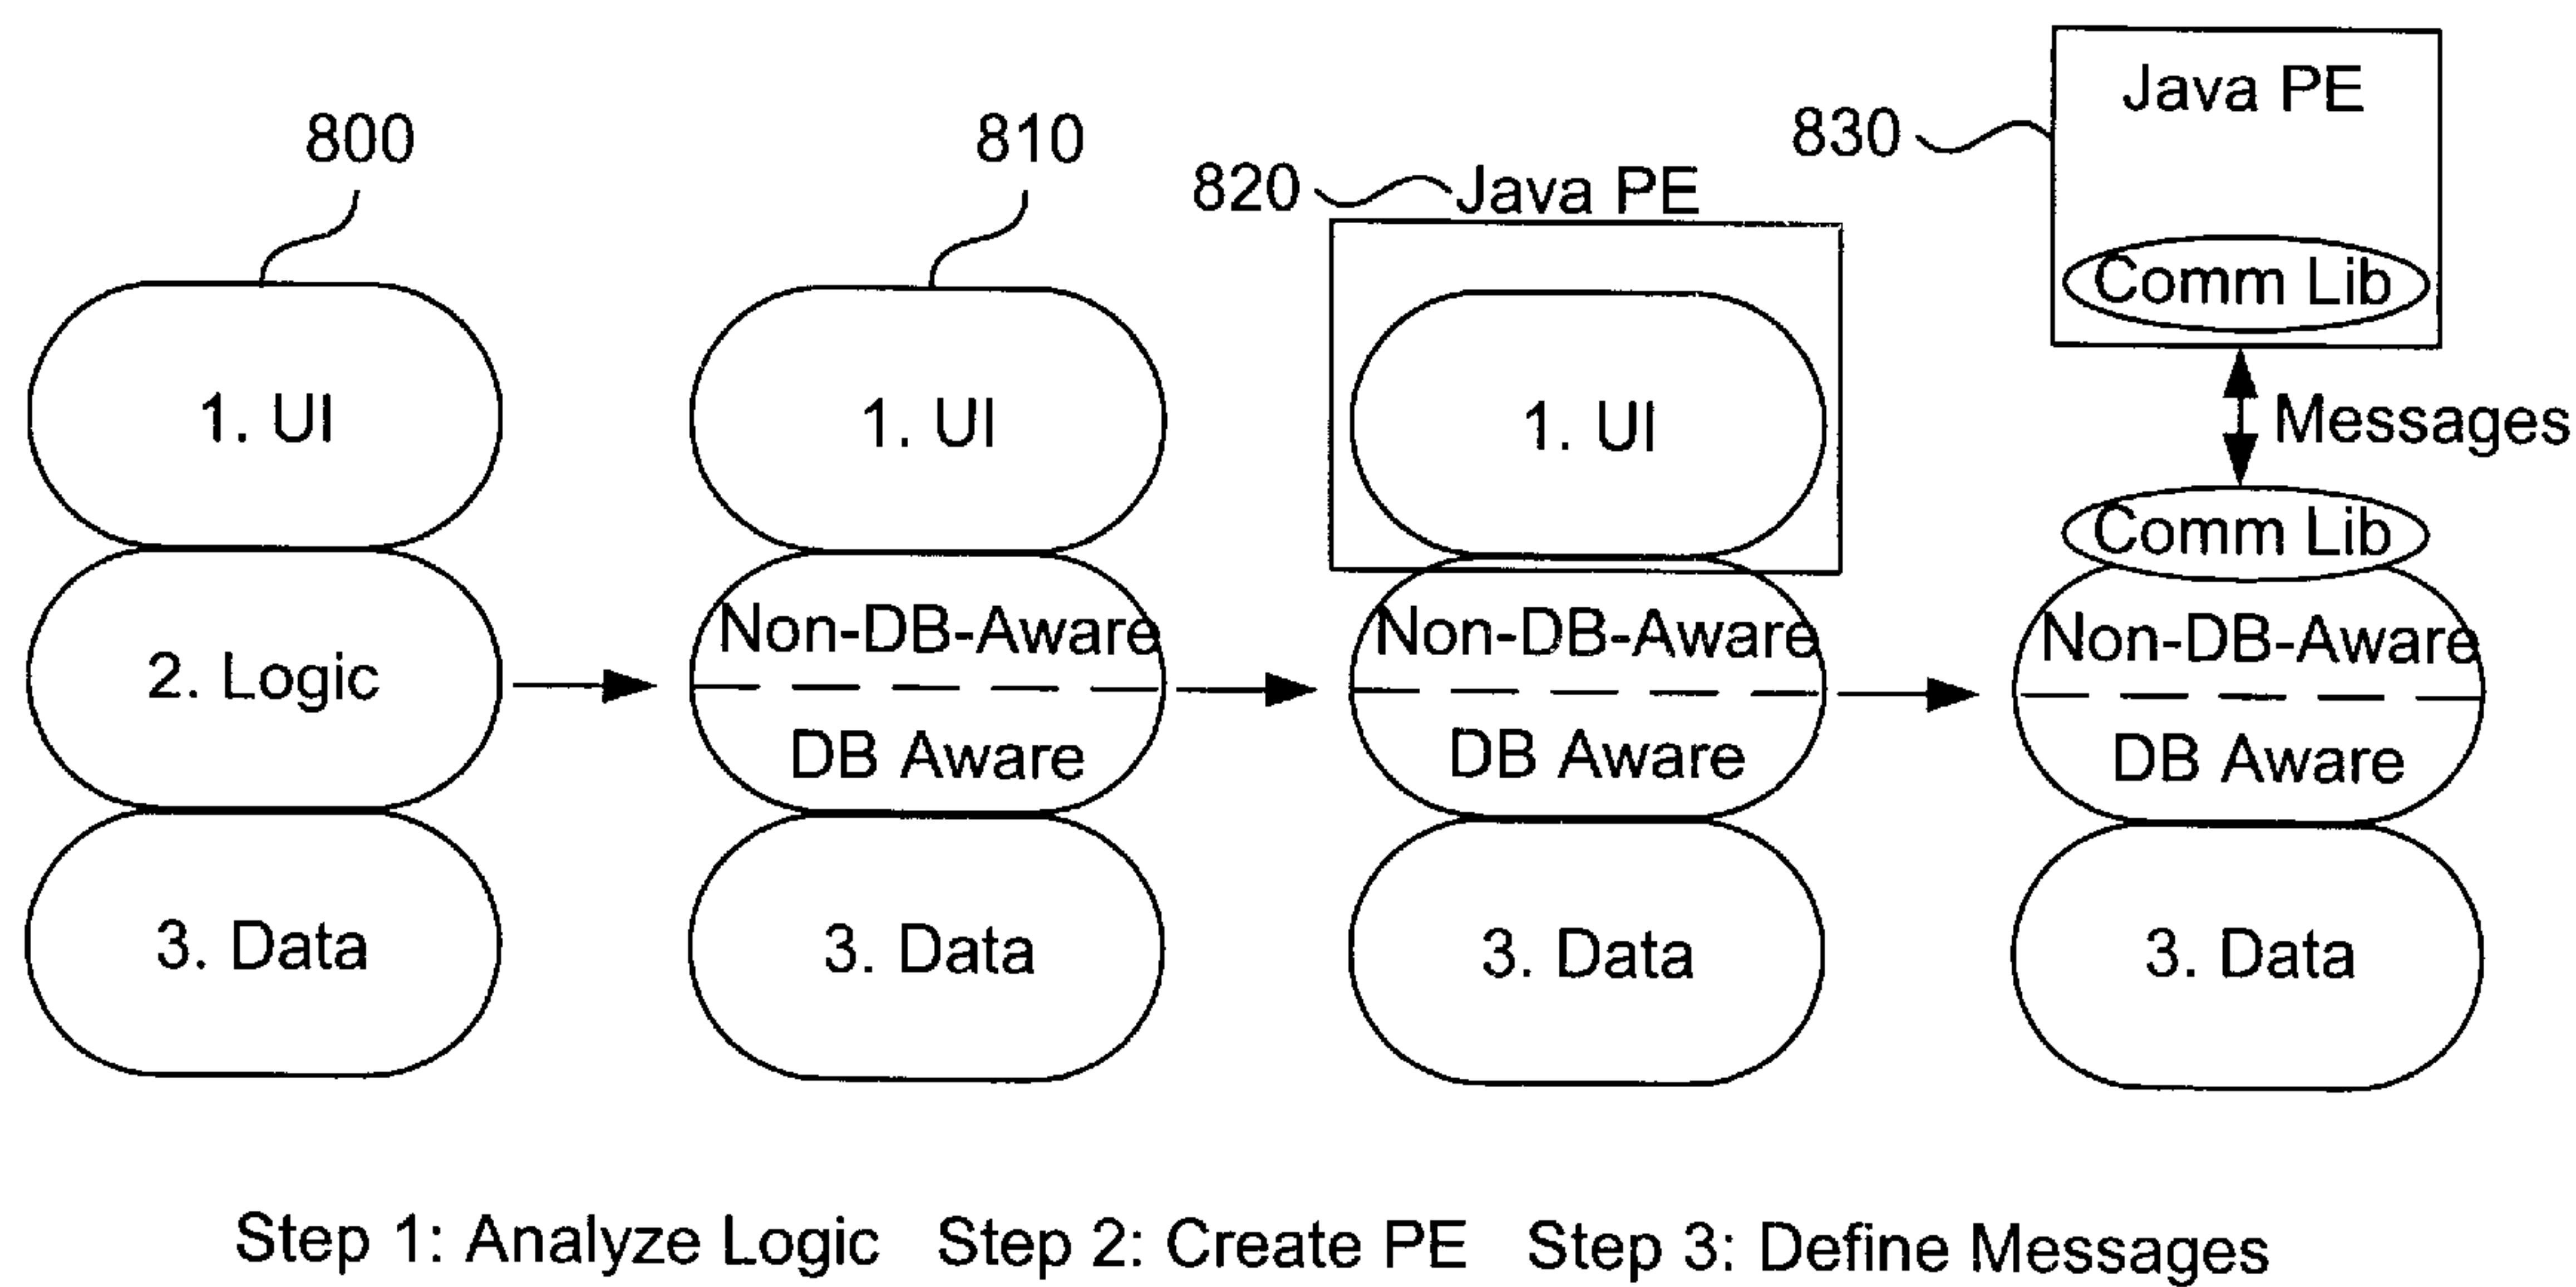 800
1. UI
2. Logic
3. Data
810
1. UI
Non-DB-Aware
DB Aware
3. Data
820
Java PE
1. UI
Non-DB-Aware
DB Aware
3. Data
830
Java PE
Comm Lib
Messages
Comm Lib
Non-DB-Aware
DB Aware
3. Data
Step 1: Analyze Logic Step 2: Create PE Step 3: Define Messages